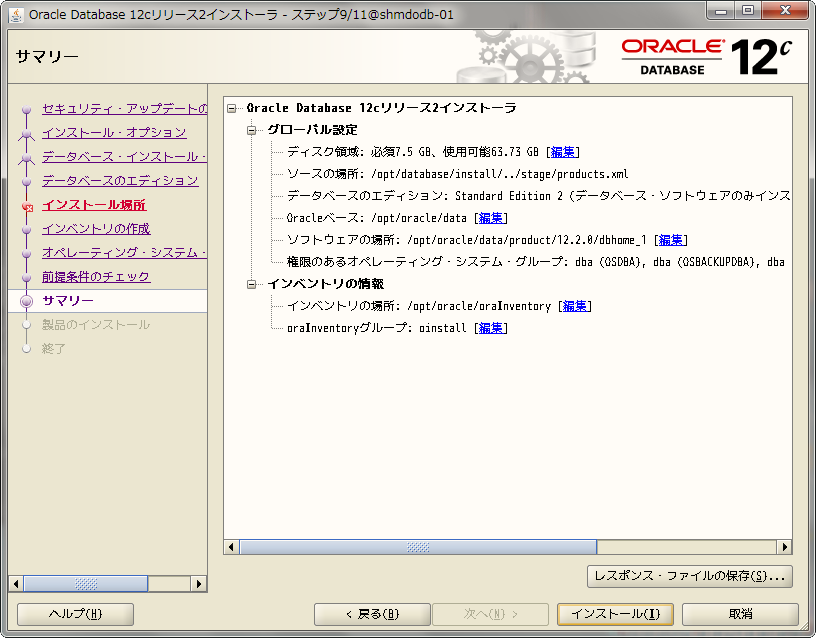 Oracle Database 12cリリース2インストーラ - ステップ9/11@shmdodb-01
サマリー
ORACLE
DATABASE
12c
セキュリティ・アップデートの
インストール・オプション
データベース・インストール・
データベースのエディション
インストール場所
インベントリの作成
オペレーティング・システム・
前提条件のチェック
サマリー
製品のインストール
終了
Oracle Database 12cリリース2インストーラ
グローバル設定
ディスク領域: 必須7.5 GB、使用可能63.73 GB [編集]
ソースの場所: /opt/database/install/../stage/products.xml
データベースのエディション: Standard Edition 2 (データベース・ソフトウェアのみインス
Oracleベース: /opt/oracle/data [編集]
ソフトウェアの場所: /opt/oracle/data/product/12.2.0/dbhome_1 [編集]
権限のあるオペレーティング・システム・グループ: dba (OSDBA), dba (OSBACKUPDBA), dba
インベントリの情報
インベントリの場所: /opt/oracle/oraInventory [編集]
oraInventoryグループ: oinstall [編集]
レスポンス・ファイルの保存(S)...
ヘルプ(H)
< 戻る(B)
次へ(N) >
インストール(I)
取消